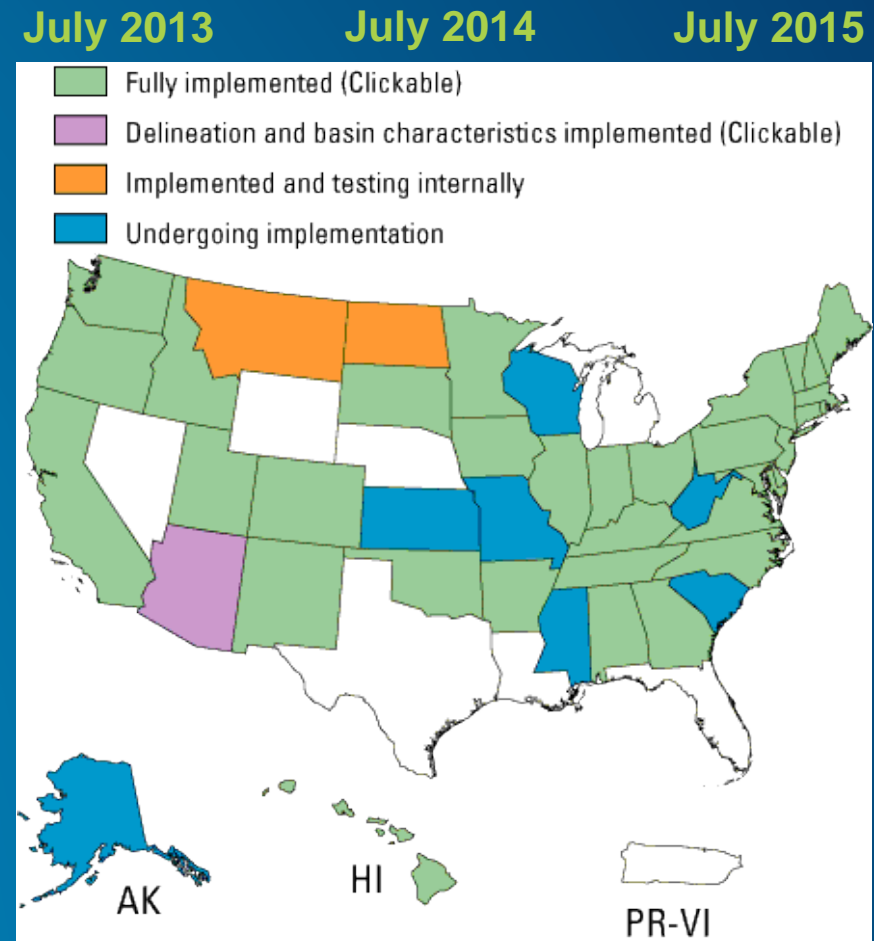 July 2013 July 2014 July 2015
Fully implemented (Clickable)
Delineation and basin characteristics implemented (Clickable)
Implemented and testing internally
Undergoing implementation
AK
HI
PR-VI